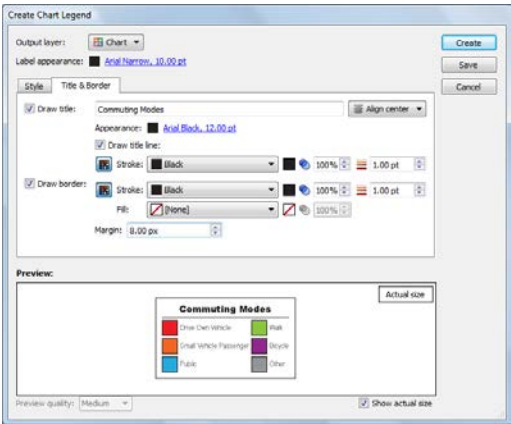 Create Chart Legend
Output layer: Chart
Create
Label appearance: Arial Narrow, 10.00 pt
Save
Style Title & Border
Cancel
Draw title: Commuting Modes Align center
Appearance: Arial Black, 12.00 pt
Draw title line:
Stroke: Black 100% 1.00 pt
Draw border: Stroke: Black 100% 1.00 pt
Fill: [None] 100%
Margin: 8.00 px
Preview:
Actual size
Commuting Modes
Drive Own Vehicle Walk
Small Vehicle Passenger Bicycle
Public Other
Preview quality: Medium Show actual size